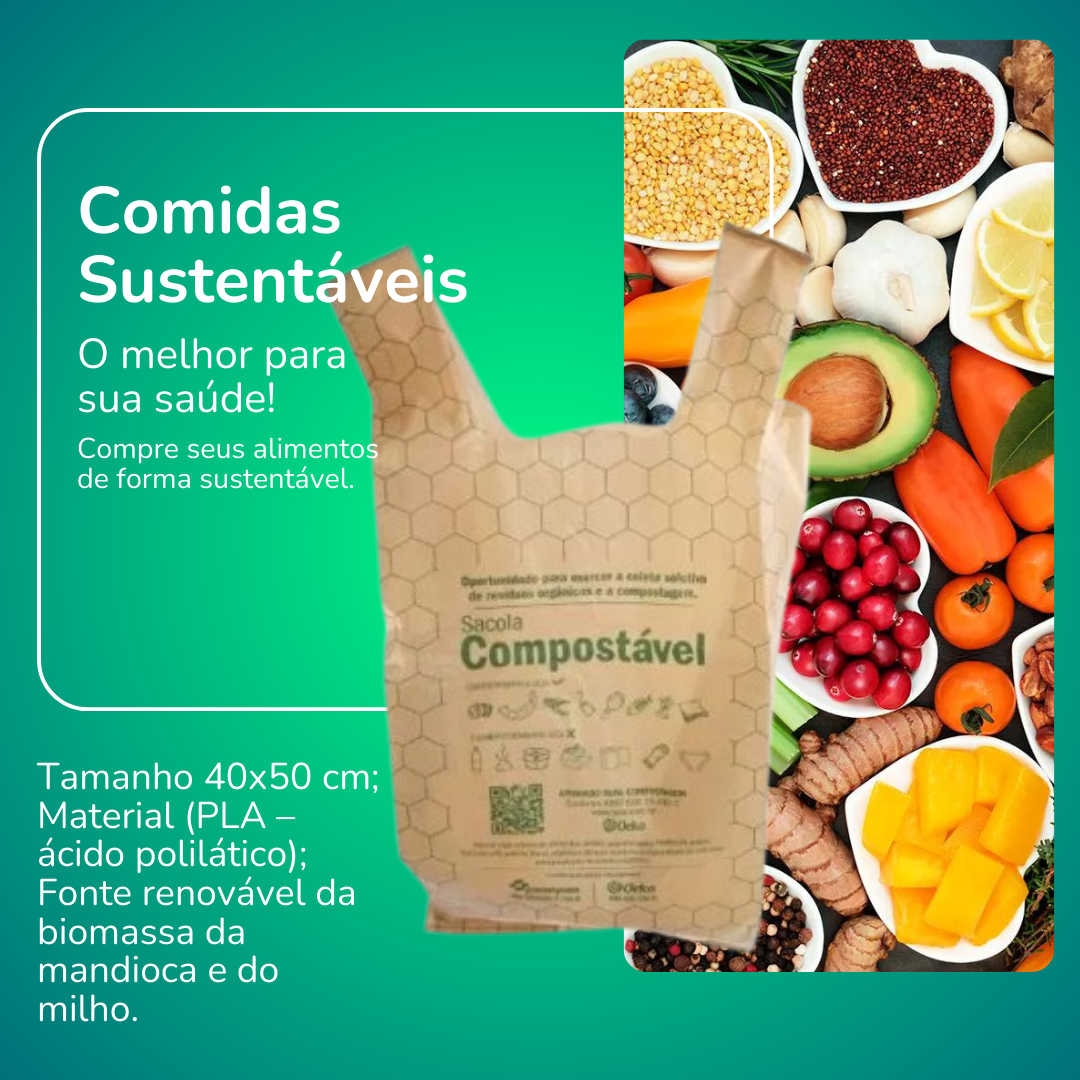 Comidas
Sustentáveis
O melhor para
sua saúde!
Compre seus alimentos
de forma sustentável.
Oportunidade para exercer a coleta seletiva
de resíduos orgânicos e a compostagem.
Sacola
Compostável
Tamanho 40x50 cm;
Material (PLA –
ácido polilático);
Fonte renovável da
biomassa da
mandioca e do
milho.